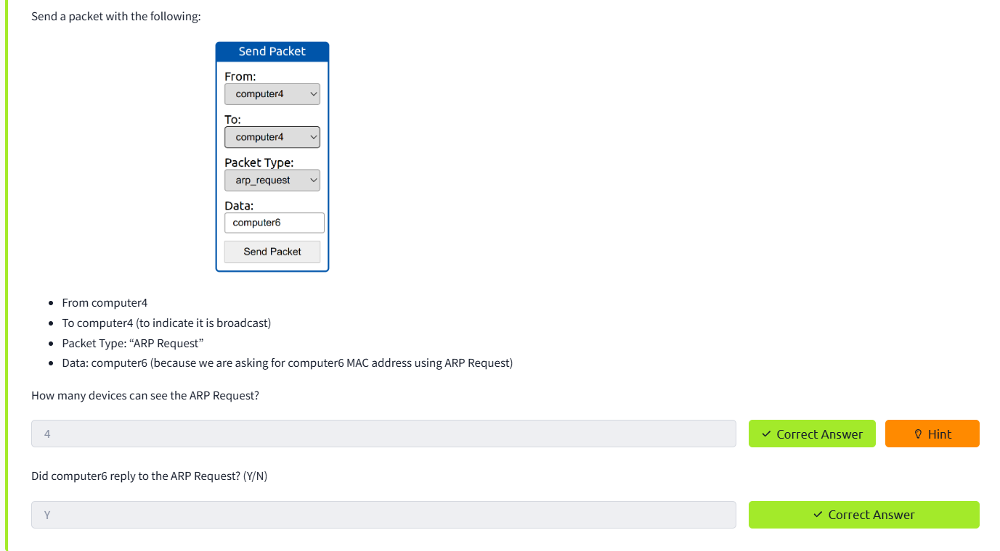 Send a packet with the following:
Send Packet
From:
computer4
To:
computer4
Packet Type:
arp_request
Data:
computer6
Send Packet
From computer4
To computer4 (to indicate it is broadcast)
Packet Type: “ARP Request”
Data: computer6 (because we are asking for computer6 MAC address using ARP Request)
How many devices can see the ARP Request?
4
Correct Answer
Hint
Did computer6 reply to the ARP Request? (Y/N)
Y
Correct Answer